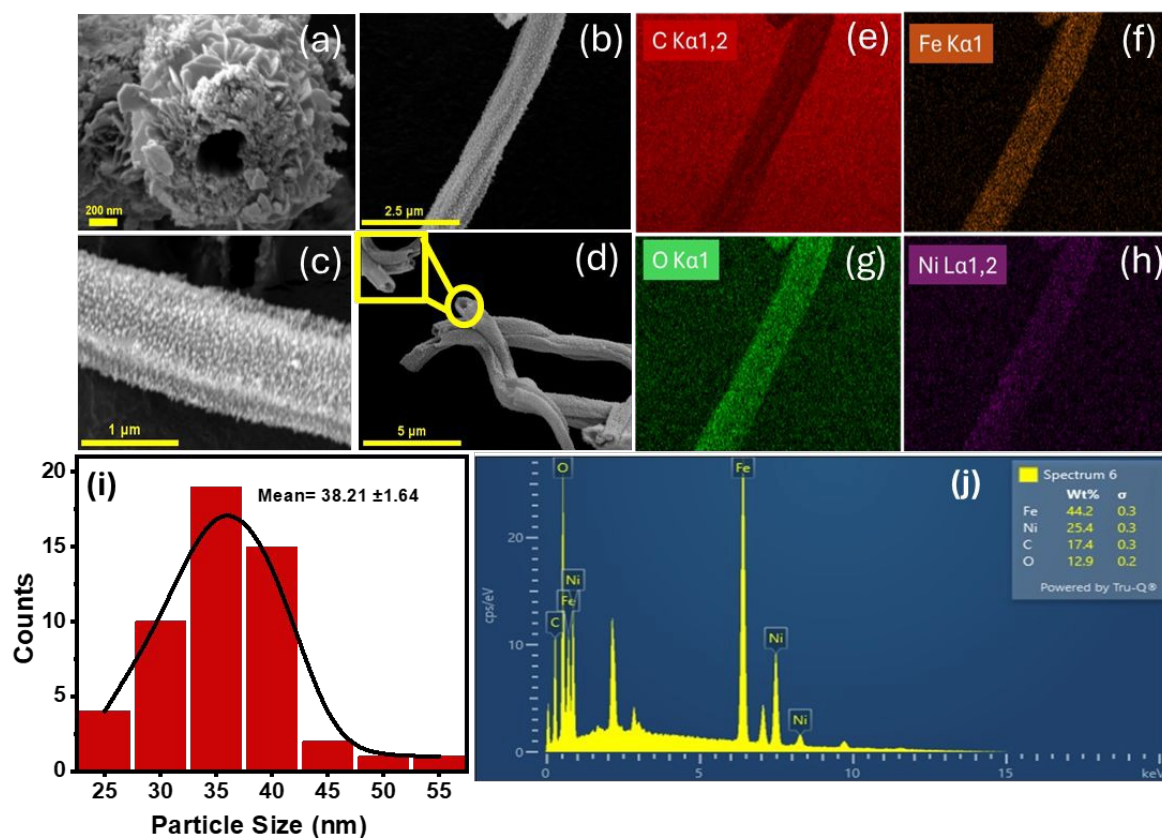 (a)
200 nm
(b)
2.5 μm
C Kα1,2
(e)
Fe Kα1
(f)
(c)
1 μm
(d)
5 μm
O Kα1
(g)
Ni Lα1,2
(h)
(i)
Mean= 38.21 ±1.64
Counts
20
15
10
5
0
25 30 35 40 45 50 55
Particle Size (nm)
(j)
Spectrum 6
Wt% σ
Fe 44.2 0.3
Ni 25.4 0.3
C 17.4 0.3
O 12.9 0.2
Powered by Tru-Q®
cps/eV
20
10
0
O
Fe
Ni
Fe
C
Ni
Ni
0 5 10 15 keV